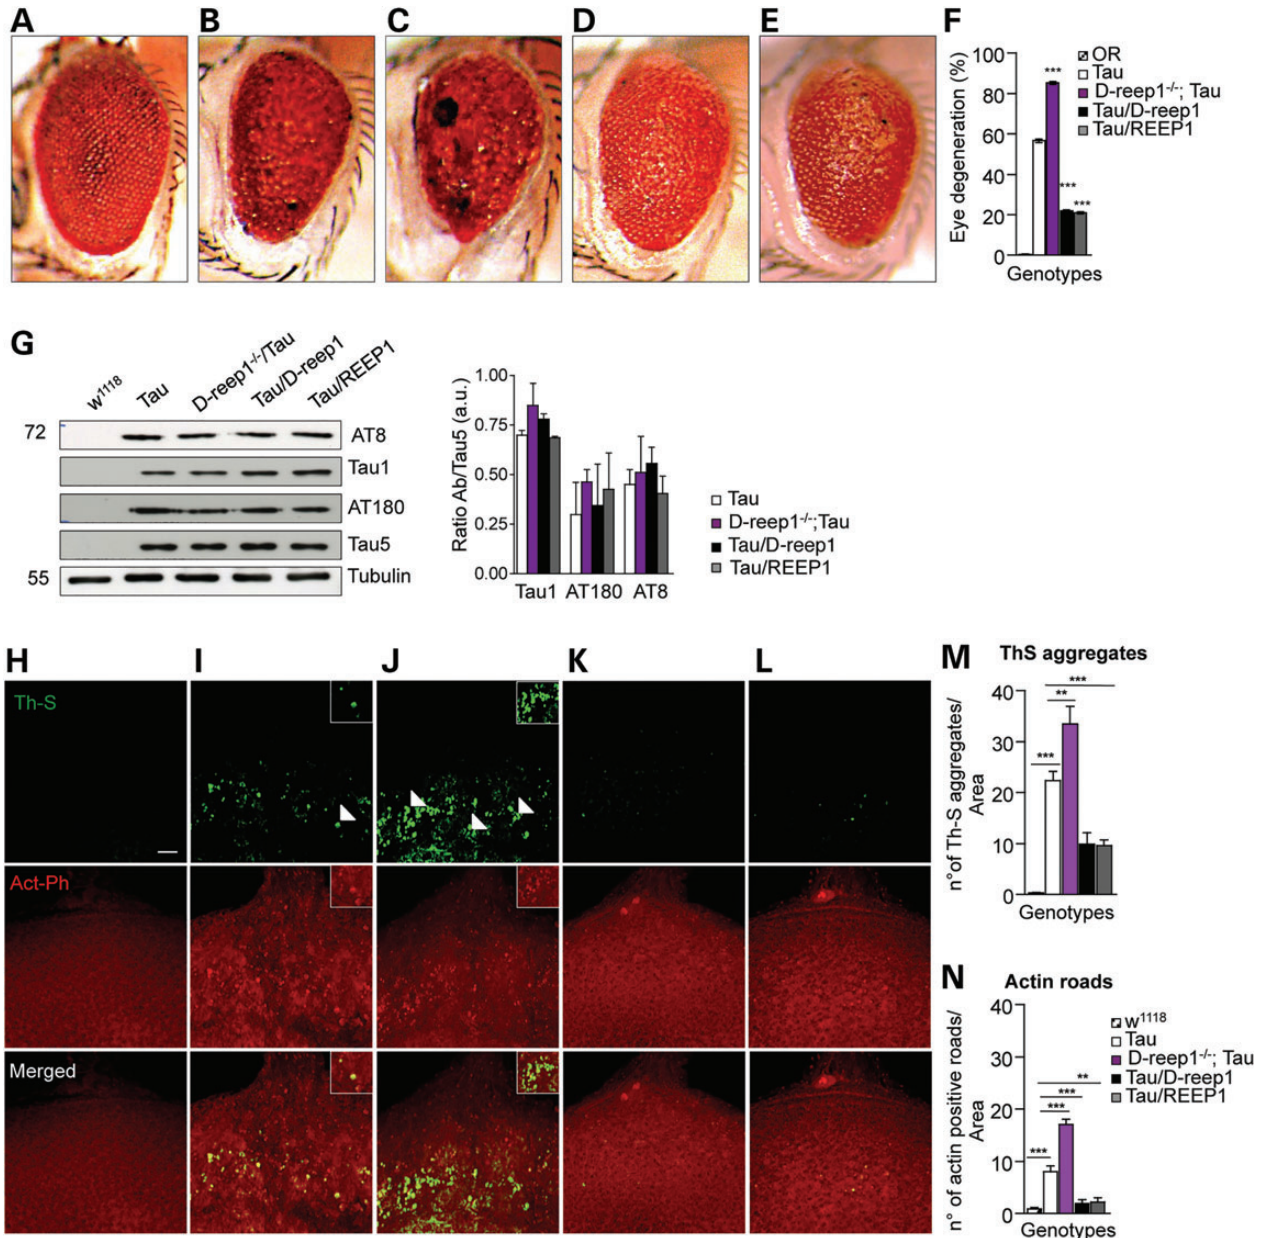 A B C D E F
100
80
60
40
20
0
Eye degeneration (%)
***
***
***
Genotypes
OR
Tau
D-reep1-/-; Tau
Tau/D-reep1
Tau/REEP1
G
w1118
Tau
D-reep1-/-/Tau
Tau/D-reep1
Tau/REEP1
72
AT8
Tau1
AT180
Tau5
55
Tubulin
Ratio Ab/Tau5 (a.u.)
1.00
0.75
0.50
0.25
0.00
Tau1 AT180 AT8
Tau
D-reep1-/-;Tau
Tau/D-reep1
Tau/REEP1
H I J K L
Th-S
Act-Ph
Merged
M ThS aggregates
n° of Th-S aggregates/
Area
40
30
20
10
0
***
**
***
Genotypes
N Actin roads
n° of actin positive roads/
Area
40
30
20
10
0
**
***
***
***
Genotypes
w1118
Tau
D-reep1-/-; Tau
Tau/D-reep1
Tau/REEP1